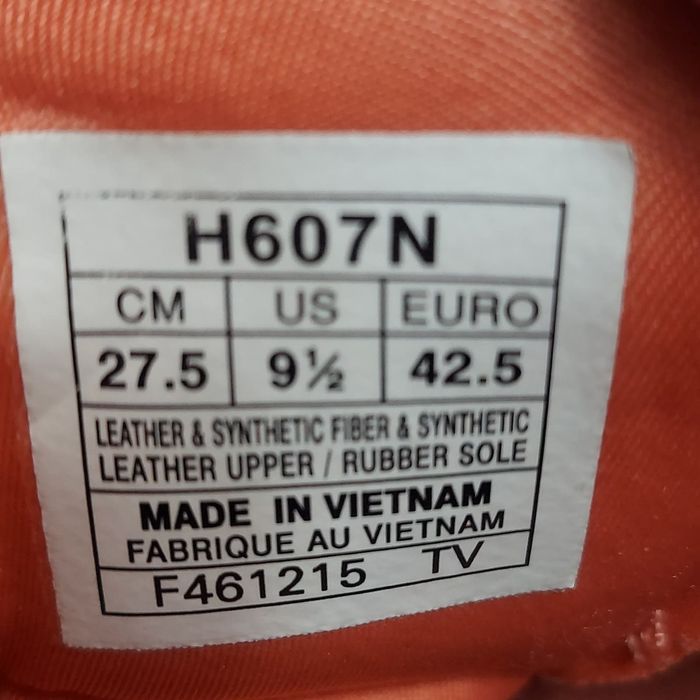 H607N
CM US EURO
27.5 9½ 42.5
LEATHER & SYNTHETIC FIBER & SYNTHETIC
LEATHER UPPER / RUBBER SOLE
MADE IN VIETNAM
FABRIQUE AU VIETNAM
F461215 TV